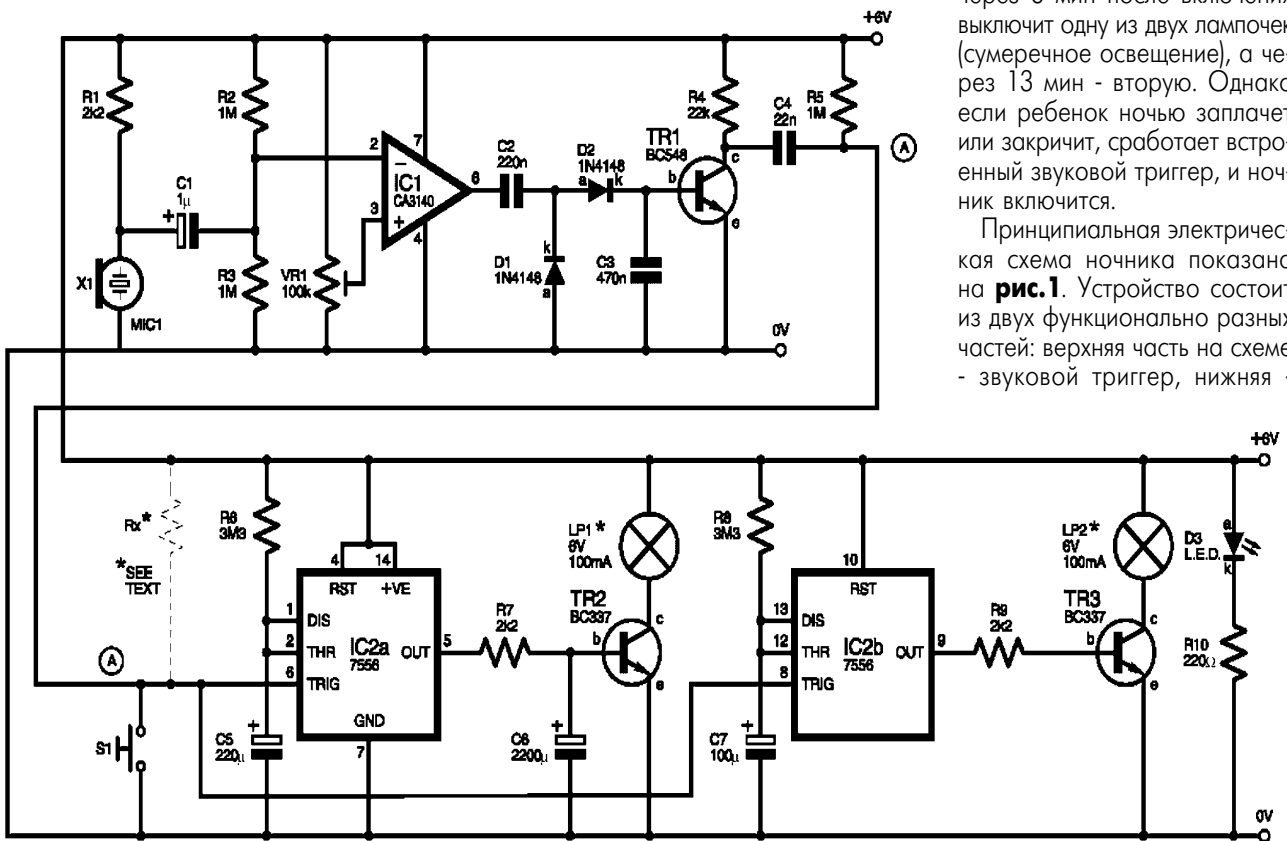 через 6 мин после включения
выключит одну из двух лампочек
(сумеречное освещение), а че-
рез 13 мин - вторую. Однако
если ребенок ночью заплачет
или закричит, сработает встро-
енный звуковой триггер, и ноч-
ник включится.
Принципиальная электричес-
кая схема ночника показана
на рис.1. Устройство состоит
из двух функционально разных
частей: верхняя часть на схеме
- звуковой триггер, нижняя -
+6V
R1
2k2
R2
1M
R4
22k
C4
22n
R5
1M
TR1
BC548
C2
220n
D2
1N4148
a
k
b
c
e
A
2
7
6
3
4
−
+
IC1
CA3140
C1
1µ
+
X1
MIC1
R3
1M
VR1
100k
D1
1N4148
k
a
C3
470n
0V
+6V
Rx*
*SEE
TEXT
R6
3M3
4
14
RST
+VE
1
DIS
2
THR
6
TRIG
IC2a
7556
OUT
5
GND
7
R7
2k2
LP1*
6V
100mA
TR2
BC337
b
c
e
R8
3M3
10
RST
13
DIS
12
THR
8
TRIG
IC2b
7556
OUT
9
R9
2k2
LP2*
6V
100mA
TR3
BC337
b
c
e
D3
L.E.D.
a
k
R10
220Ω
A
S1
C5
220µ
+
C6
2200µ
+
C7
100µ
+
0V